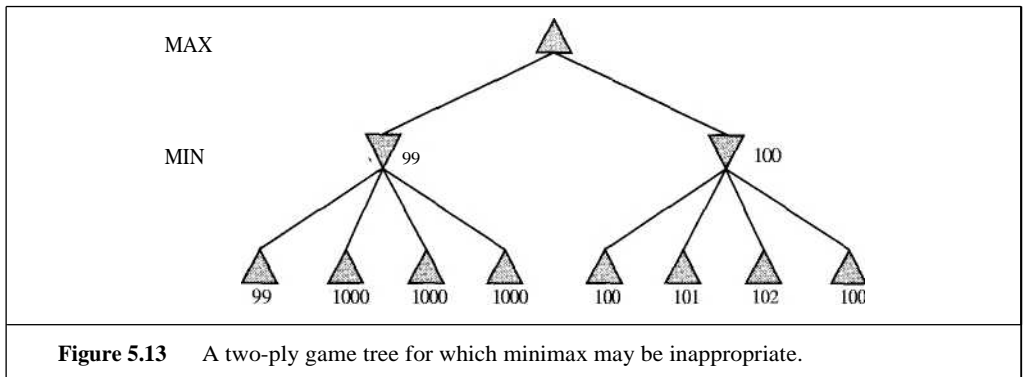 MAX
MIN
99
100
99 1000 1000 1000 100 101 102 100
Figure 5.13 A two-ply game tree for which minimax may be inappropriate.